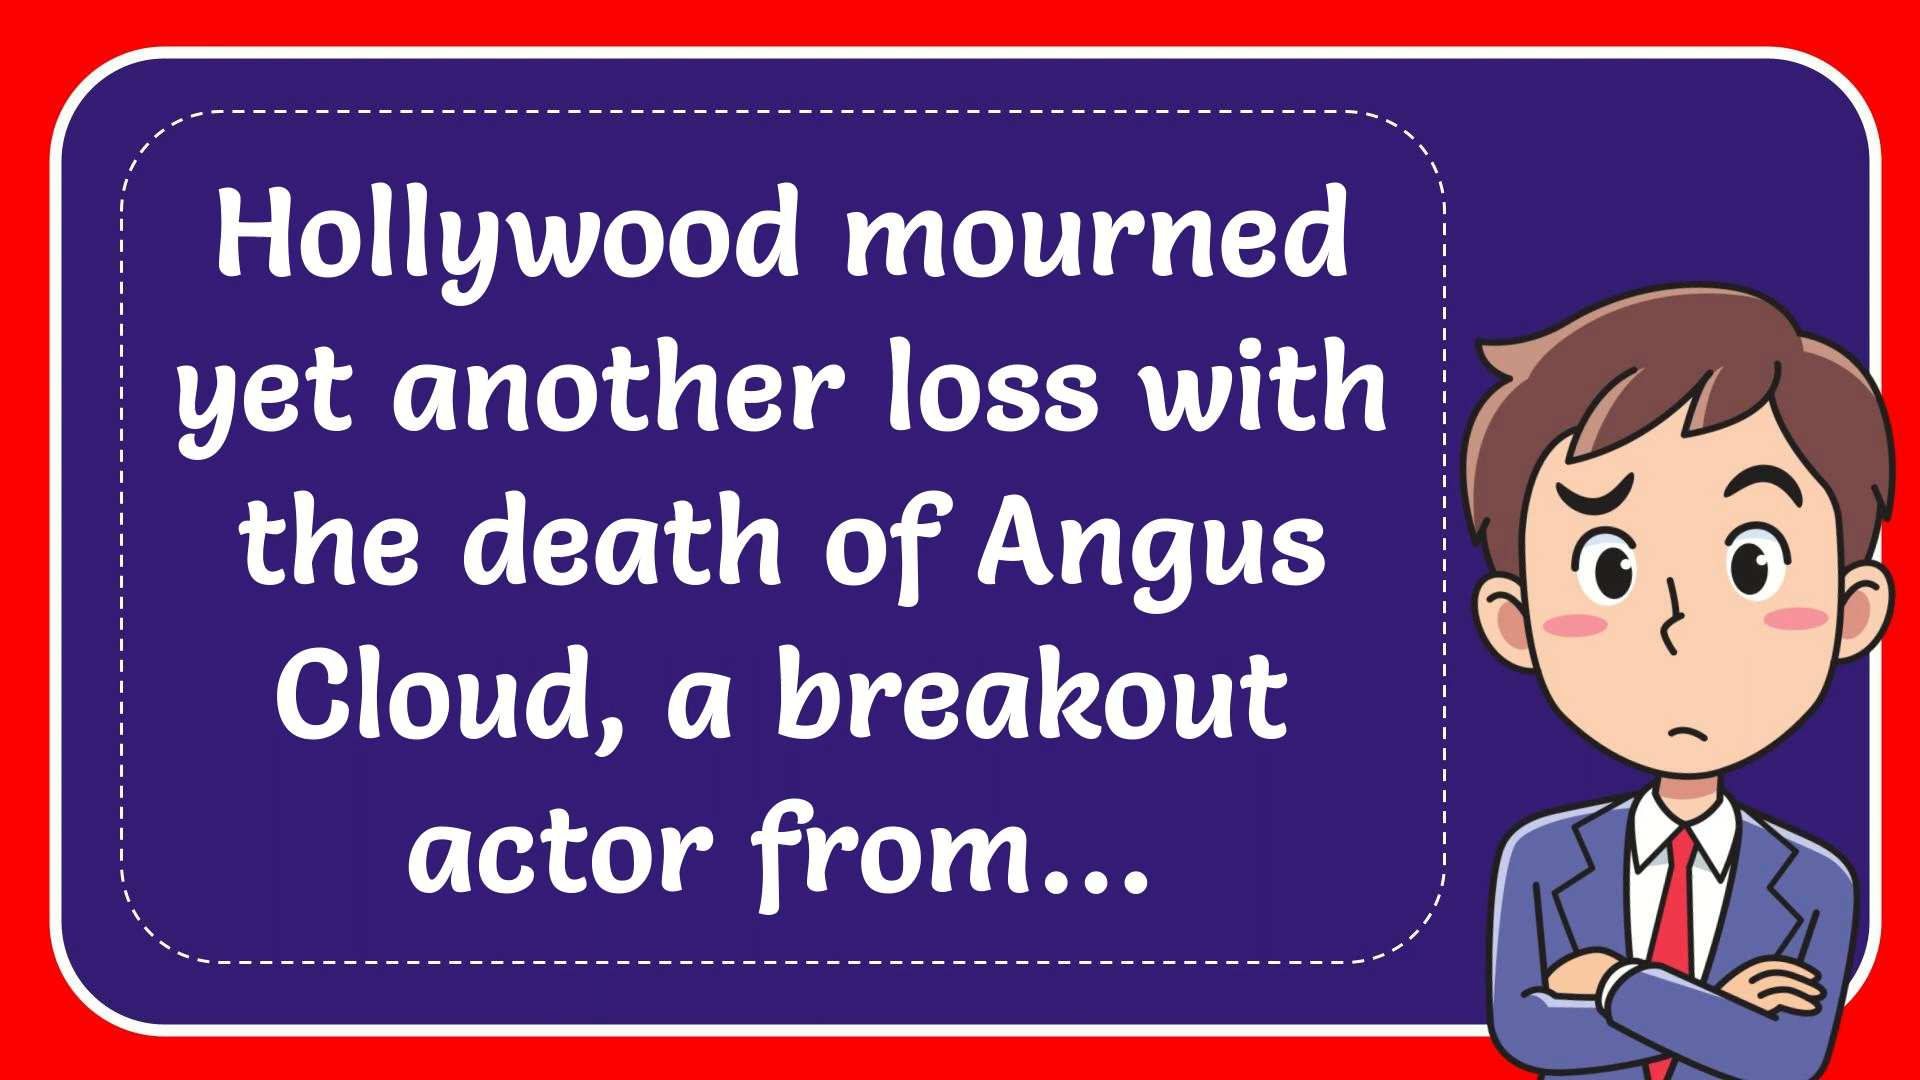 Hollywood mourned
yet another loss with
the death of Angus
Cloud, a breakout
actor from...